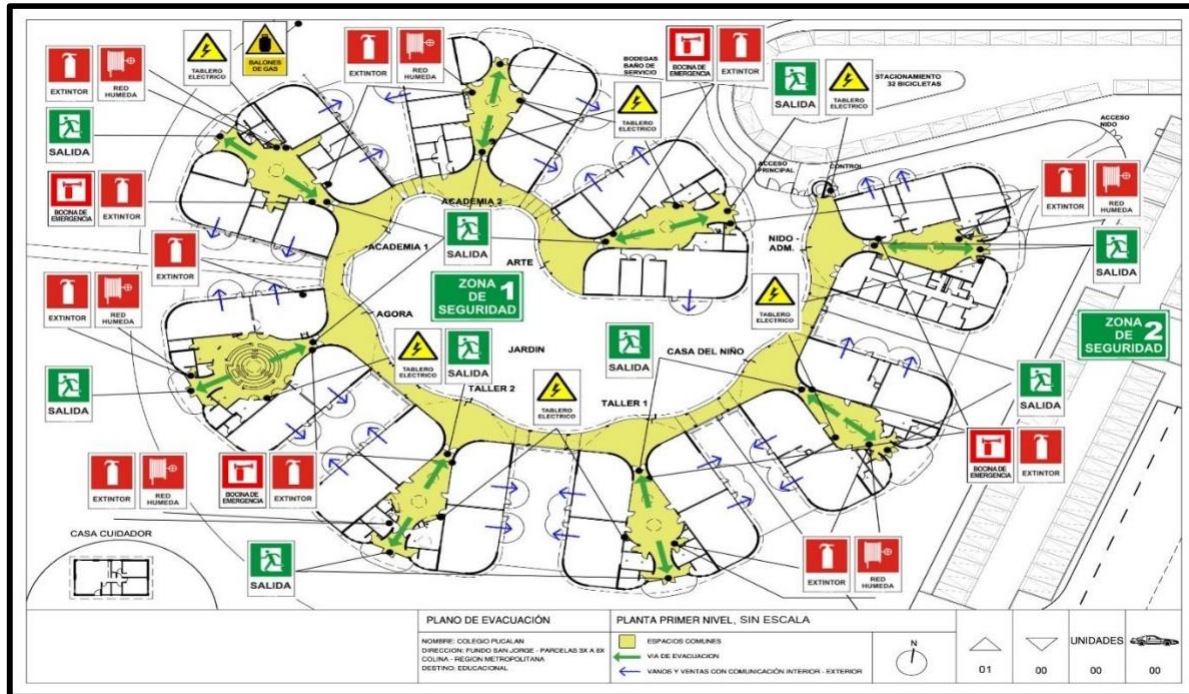 EXTINTOR
RED
HUMEDA
TABLERO
ELECTRICO
BALONES
DE GAS
EXTINTOR
RED
HUMEDA
BODEGAS
BAÑO DE
SERVICIO
BOCINA DE
EMERGENCIA
EXTINTOR
SALIDA
TABLERO
ELECTRICO
STACIONAMIENTO
32 BICICLETAS
TABLERO
ELECTRICO
ACCESO
NIDO
SALIDA
ACCESO
PRINCIPAL
CONTROL
BOCINA DE
EMERGENCIA
EXTINTOR
EXTINTOR
RED
HUMEDA
ACADEMIA 2
ACADEMIA 1
SALIDA
ARTE
NIDO -
ADM.
SALIDA
EXTINTOR
ZONA 1
DE
SEGURIDAD
EXTINTOR
RED
HUMEDA
AGORA
TABLERO
ELECTRICO
ZONA 2
DE
SEGURIDAD
TABLERO
ELECTRICO
SALIDA
JARDIN
SALIDA
CASA DEL NIÑO
SALIDA
TALLER 2
TABLERO
ELECTRICO
TALLER 1
SALIDA
EXTINTOR
RED
HUMEDA
BOCINA DE
EMERGENCIA
EXTINTOR
BOCINA DE
EMERGENCIA
EXTINTOR
CASA CUIDADOR
SALIDA
EXTINTOR
RED
HUMEDA
PLANO DE EVACUACIÓN
NOMBRE: COLEGIO PUCALAN
DIRECCION: FUNDO SAN JORGE - PARCELAS 3X A 6X
COLINA - REGION METROPOLITANA
DESTINO: EDUCACIONAL
PLANTA PRIMER NIVEL, SIN ESCALA
ESPACIOS COMUNES
VIA DE EVACUACION
VANOS Y VENTAS CON COMUNICACIÓN INTERIOR - EXTERIOR
N
01
00
UNIDADES
00
00